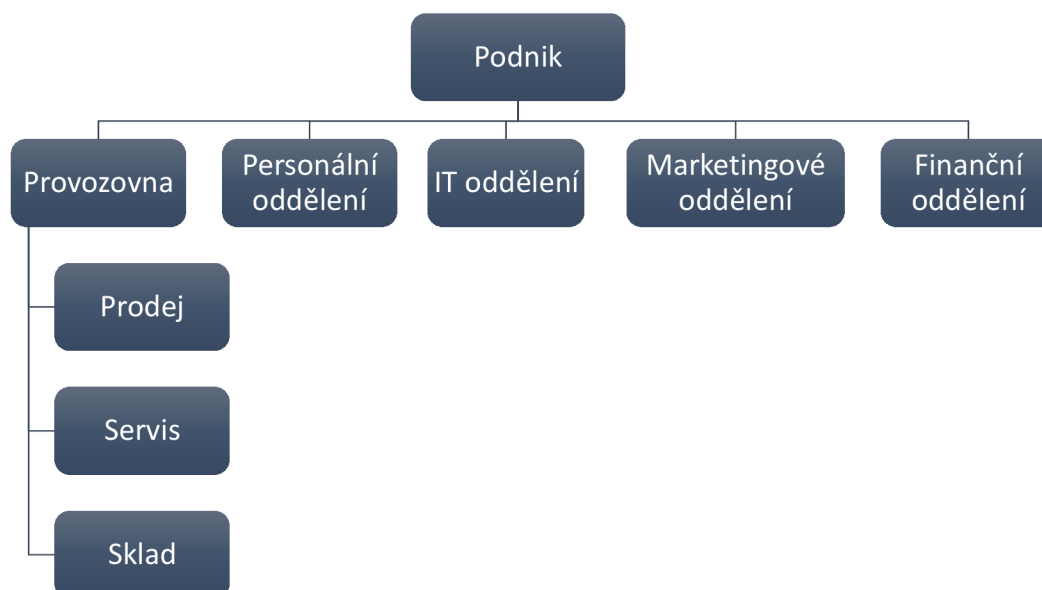 Podnik
Provozovna
Personální
oddělení
IT oddělení
Marketingové
oddělení
Finanční
oddělení
Prodej
Servis
Sklad